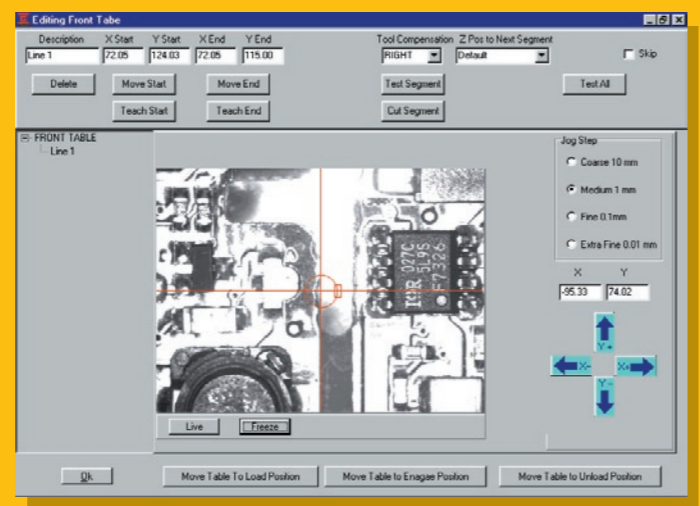 Editing Front Tabe
Description X Start Y Start X End Y End Tool Compensation Z Pos to Next Segment
Line 1 72.05 124.03 72.05 115.00 RIGHT Default Skip
Delete Move Start Move End Test Segment Test All
Teach Start Teach End Cut Segment
FRONT TABLE
Line 1
Jog Step
Coarse 10 mm
Medium 1 mm
Fine 0.1mm
Extra Fine 0.01 mm
X Y
-95.33 74.02
Y+
X- X+
Y-
IOR 027C
5L9S
F7326
Live Freeze
Ok Move Table To Load Position Move Table to Enagae Position Move Table to Unload Position